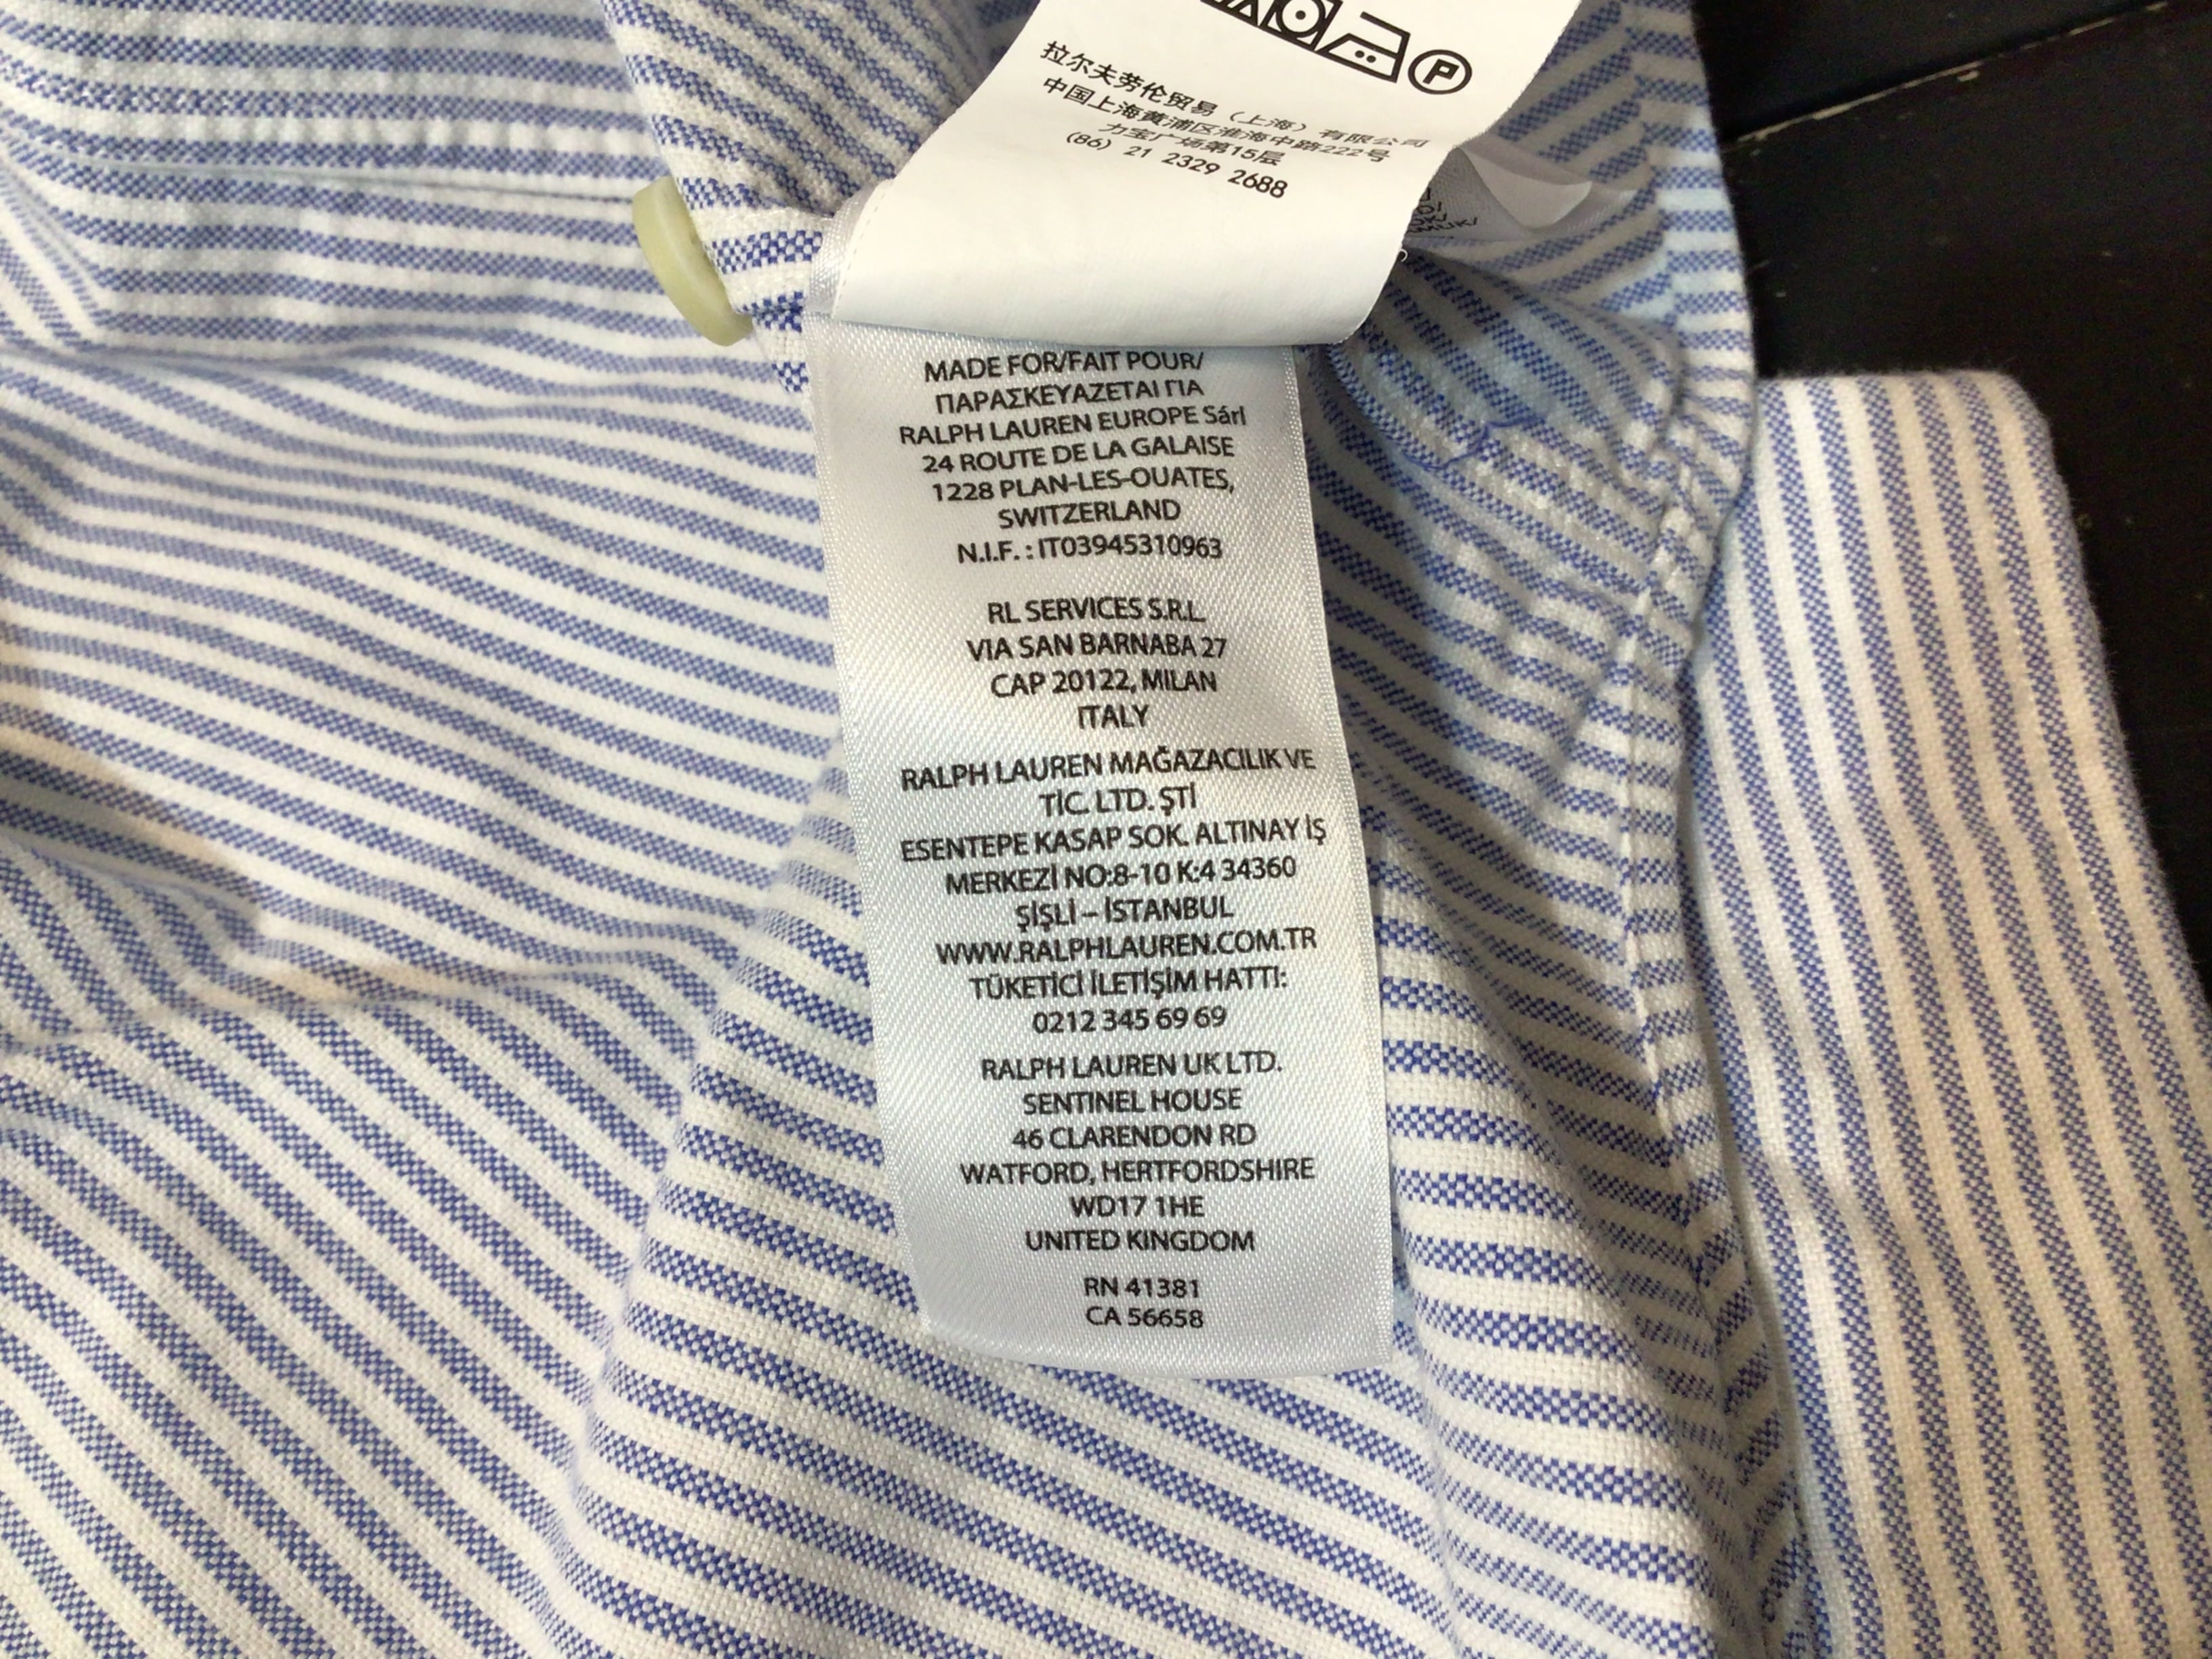 拉尔夫劳伦贸易（上海）有限公司
中国上海黄浦区淮海中路222号
力宝广场第15层
(86) 21 2329 2688
P
MADE FOR/FAIT POUR/
ΠΑΡΑΣΚΕΥΑΖΕΤΑΙ ΓΙΑ
RALPH LAUREN EUROPE Sárl
24 ROUTE DE LA GALAISE
1228 PLAN-LES-OUATES,
SWITZERLAND
N.I.F. : IT03945310963
RL SERVICES S.R.L.
VIA SAN BARNABA 27
CAP 20122, MILAN
ITALY
RALPH LAUREN MAĞAZACILIK VE
TİC. LTD. ŞTİ
ESENTEPE KASAP SOK. ALTINAY İŞ
MERKEZİ NO:8-10 K:4 34360
ŞİŞLİ – İSTANBUL
WWW.RALPHLAUREN.COM.TR
TÜKETİCİ İLETİŞİM HATTI:
0212 345 69 69
RALPH LAUREN UK LTD.
SENTINEL HOUSE
46 CLARENDON RD
WATFORD, HERTFORDSHIRE
WD17 1HE
UNITED KINGDOM
RN 41381
CA 56658